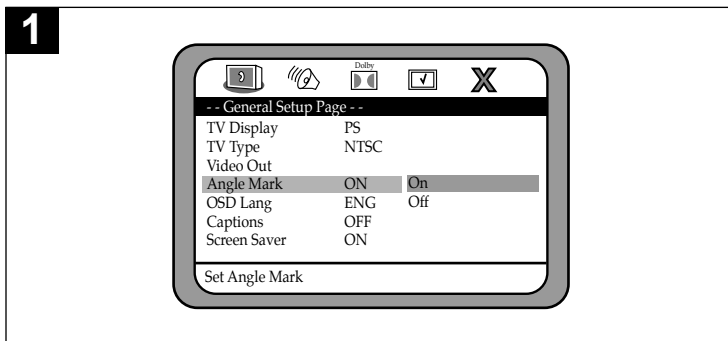 1
Dolby
- - General Setup Page - -
TV Display PS
TV Type NTSC
Video Out
Angle Mark ON On
OSD Lang ENG Off
Captions OFF
Screen Saver ON
Set Angle Mark